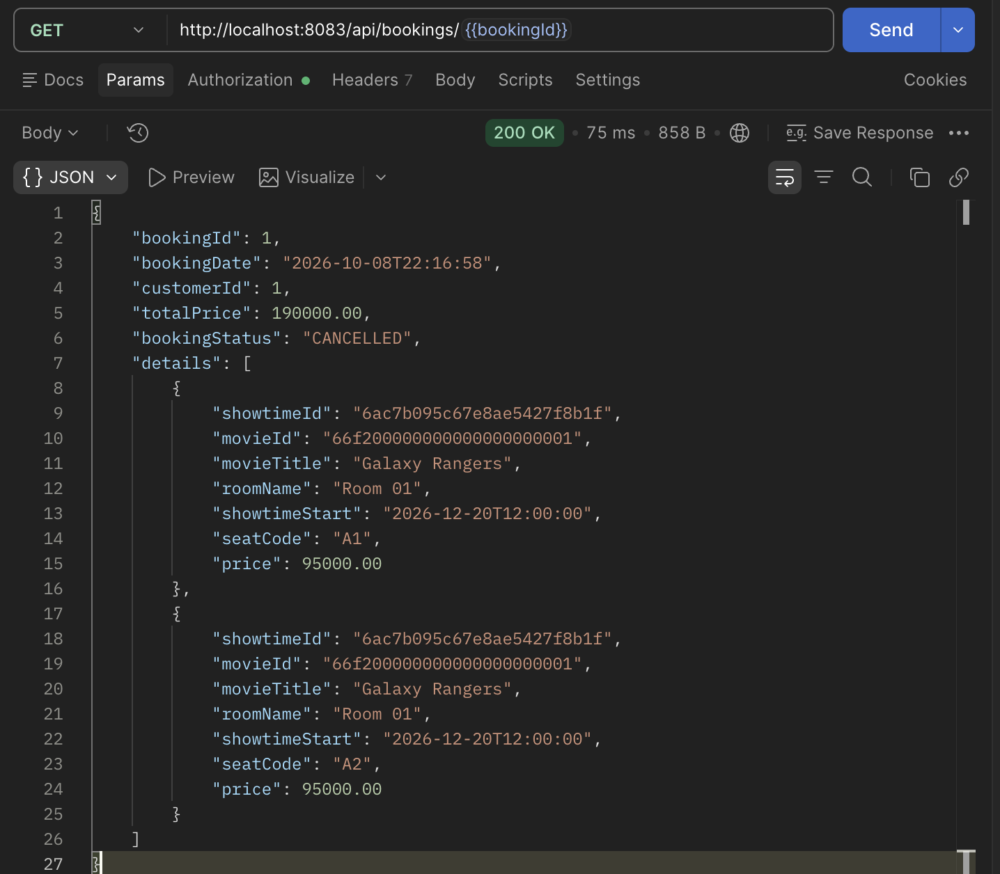 GET http://localhost:8083/api/bookings/{{bookingId}} Send
Docs Params Authorization Headers 7 Body Scripts Settings Cookies
Body 200 OK • 75 ms • 858 B • e.g. Save Response
{} JSON Preview Visualize
1 {
2 "bookingId": 1,
3 "bookingDate": "2026-10-08T22:16:58",
4 "customerId": 1,
5 "totalPrice": 190000.00,
6 "bookingStatus": "CANCELLED",
7 "details": [
8 {
9 "showtimeId": "6ac7b095c67e8ae5427f8b1f",
10 "movieId": "66f200000000000000000001",
11 "movieTitle": "Galaxy Rangers",
12 "roomName": "Room 01",
13 "showtimeStart": "2026-12-20T12:00:00",
14 "seatCode": "A1",
15 "price": 95000.00
16 },
17 {
18 "showtimeId": "6ac7b095c67e8ae5427f8b1f",
19 "movieId": "66f200000000000000000001",
20 "movieTitle": "Galaxy Rangers",
21 "roomName": "Room 01",
22 "showtimeStart": "2026-12-20T12:00:00",
23 "seatCode": "A2",
24 "price": 95000.00
25 }
26 ]
27 }